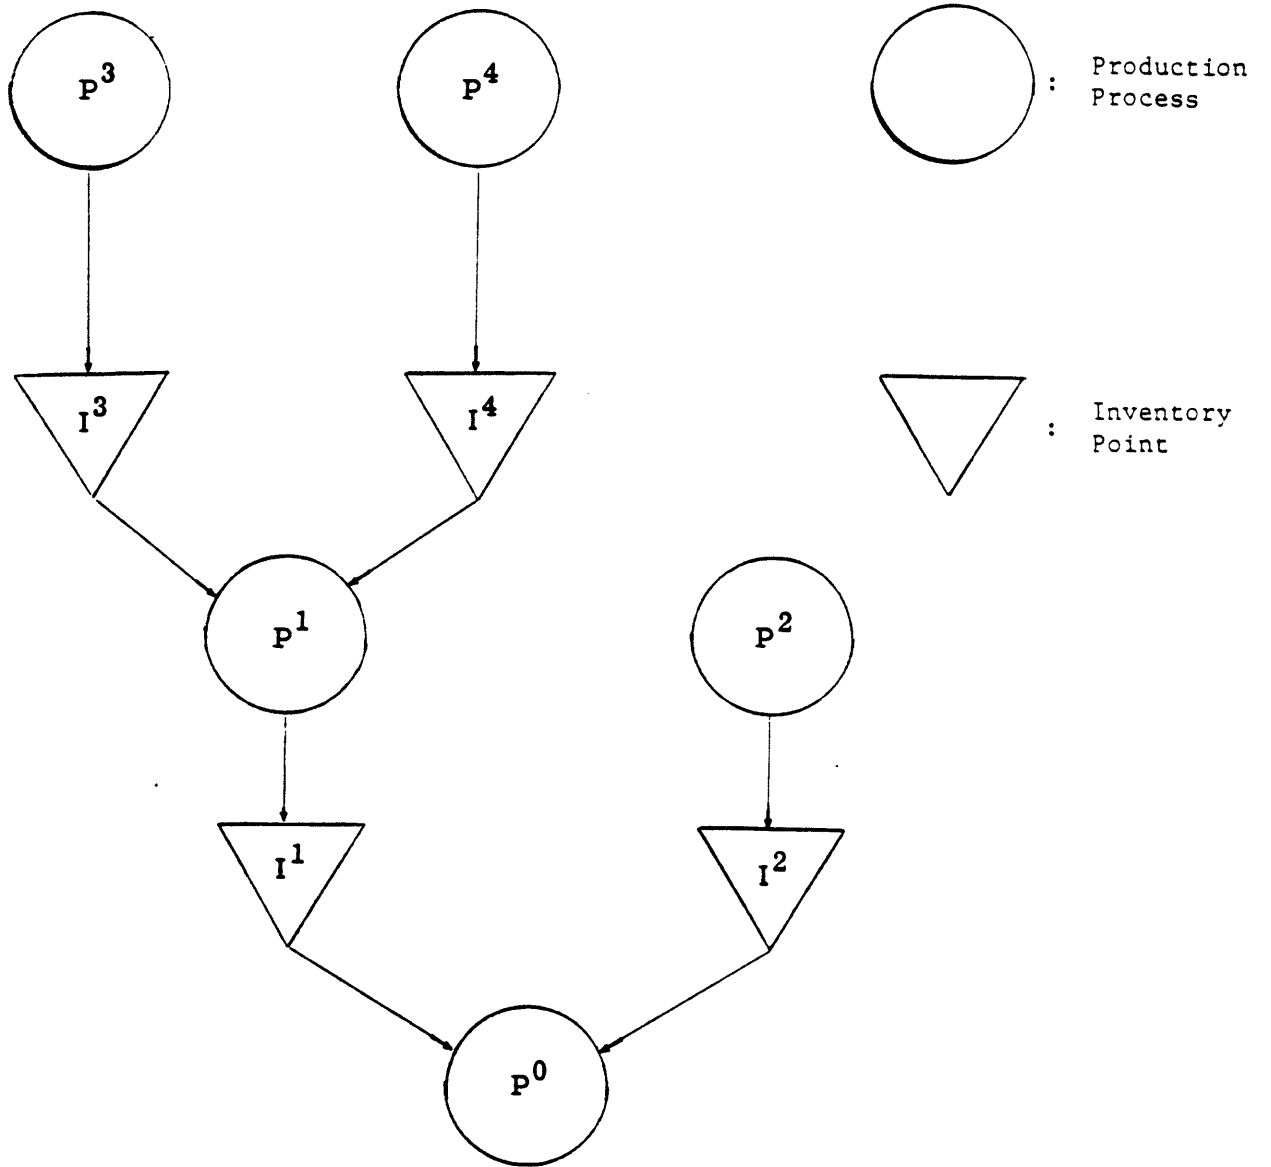 P³
P⁴
: Production
Process
I³
I⁴
: Inventory
Point
P¹
P²
I¹
I²
P⁰